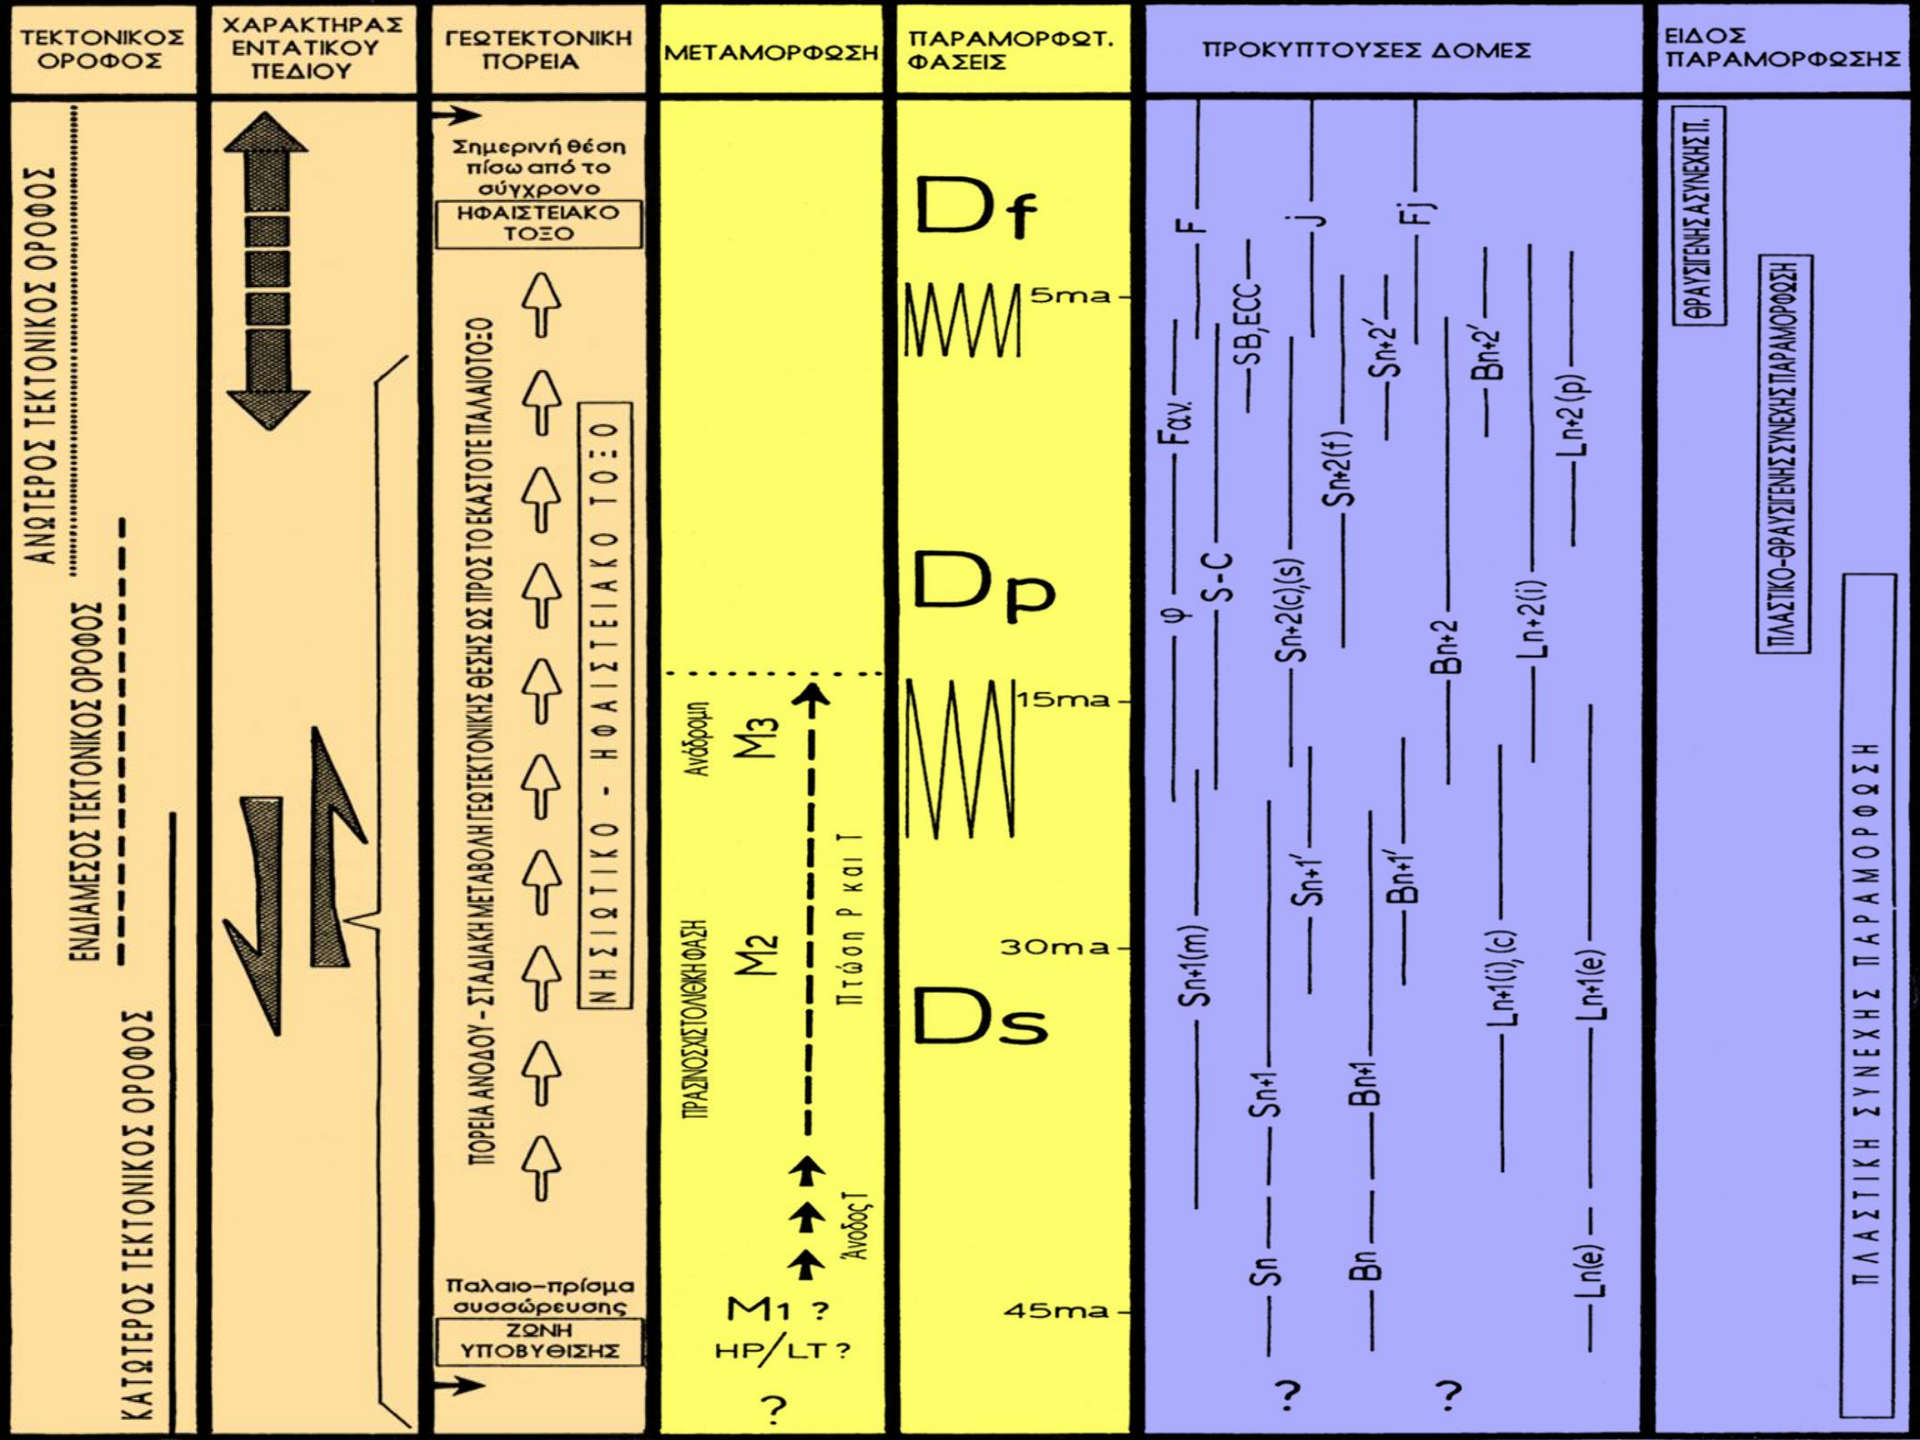 ΤΕΚΤΟΝΙΚΟΣ
ΟΡΟΦΟΣ
ΧΑΡΑΚΤΗΡΑΣ
ΕΝΤΑΤΙΚΟΥ
ΠΕΔΙΟΥ
ΓΕΩΤΕΚΤΟΝΙΚΗ
ΠΟΡΕΙΑ
ΜΕΤΑΜΟΡΦΩΣΗ
ΠΑΡΑΜΟΡΦΩΤ.
ΦΑΣΕΙΣ
ΠΡΟΚΥΠΤΟΥΣΕΣ ΔΟΜΕΣ
ΕΙΔΟΣ
ΠΑΡΑΜΟΡΦΩΣΗΣ
ΑΝΩΤΕΡΟΣ ΤΕΚΤΟΝΙΚΟΣ ΟΡΟΦΟΣ
ΕΝΔΙΑΜΕΣΟΣ ΤΕΚΤΟΝΙΚΟΣ ΟΡΟΦΟΣ
ΚΑΤΩΤΕΡΟΣ ΤΕΚΤΟΝΙΚΟΣ ΟΡΟΦΟΣ
Σημερινή θέση
πίσω από το
σύγχρονο
ΗΦΑΙΣΤΕΙΑΚΟ
ΤΟΞΟ
ΠΟΡΕΙΑ ΑΝΟΔΟΥ - ΣΤΑΔΙΑΚΗ ΜΕΤΑΒΟΛΗ ΓΕΩΤΕΚΤΟΝΙΚΗΣ ΘΕΣΗΣ ΩΣ ΠΡΟΣ ΤΟ ΕΚΑΣΤΟΤΕ ΠΑΛΑΙΟΤΟΞΟ
ΝΗΣΙΩΤΙΚΟ - ΗΦΑΙΣΤΕΙΑΚΟ ΤΟΞΟ
Παλαιο-πρίσμα
συσσώρευσης
ΖΩΝΗ
ΥΠΟΒΥΘΙΣΗΣ
Ανάδρομη
M3
ΠΡΑΣΙΝΟΣΧΙΣΤΟΛΙΘΙΚΗ ΦΑΣΗ
M2
Πτώση P και T
Άνοδος T
M1 ?
HP/LT ?
?
Df
5ma
Dp
15ma
30ma
Ds
45ma
F
j
Fj
SB,ECC
Sn+2'
Bn+2'
Fαν.
Sn+2(f)
Ln+2(p)
φ
S-C
Sn+2(c),(s)
Bn+2
Ln+2(i)
Sn+1'
Bn+1'
Sn+1(m)
Ln+1(i),(c)
Ln+1(e)
Sn+1
Bn+1
Sn
Bn
Ln(e)
?
?
ΘΡΑΥΣΙΓΕΝΗΣ ΑΣΥΝΕΧΗΣ Π.
ΠΛΑΣΤΙΚΟ-ΘΡΑΥΣΙΓΕΝΗΣ ΣΥΝΕΧΗΣ ΠΑΡΑΜΟΡΦΩΣΗ
ΠΛΑΣΤΙΚΗ ΣΥΝΕΧΗΣ ΠΑΡΑΜΟΡΦΩΣΗ